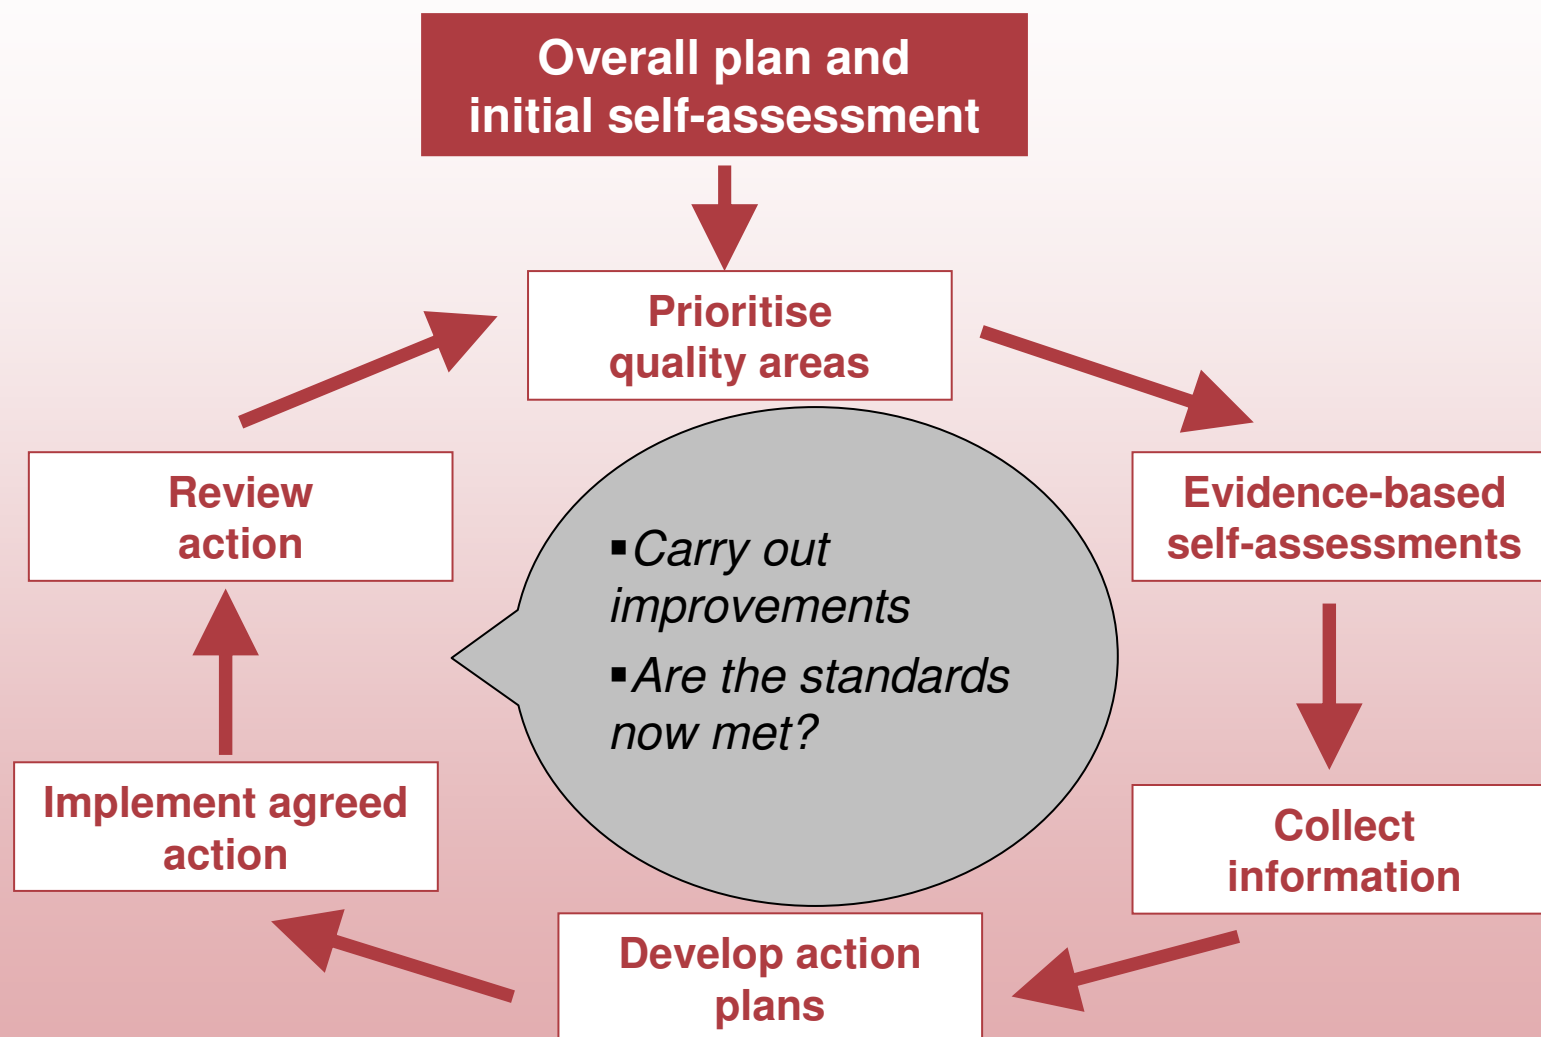 Overall plan and
initial self-assessment
Prioritise
quality areas
Review
action
Evidence-based
self-assessments
▪Carry out
improvements
▪Are the standards
now met?
Implement agreed
action
Collect
information
Develop action
plans